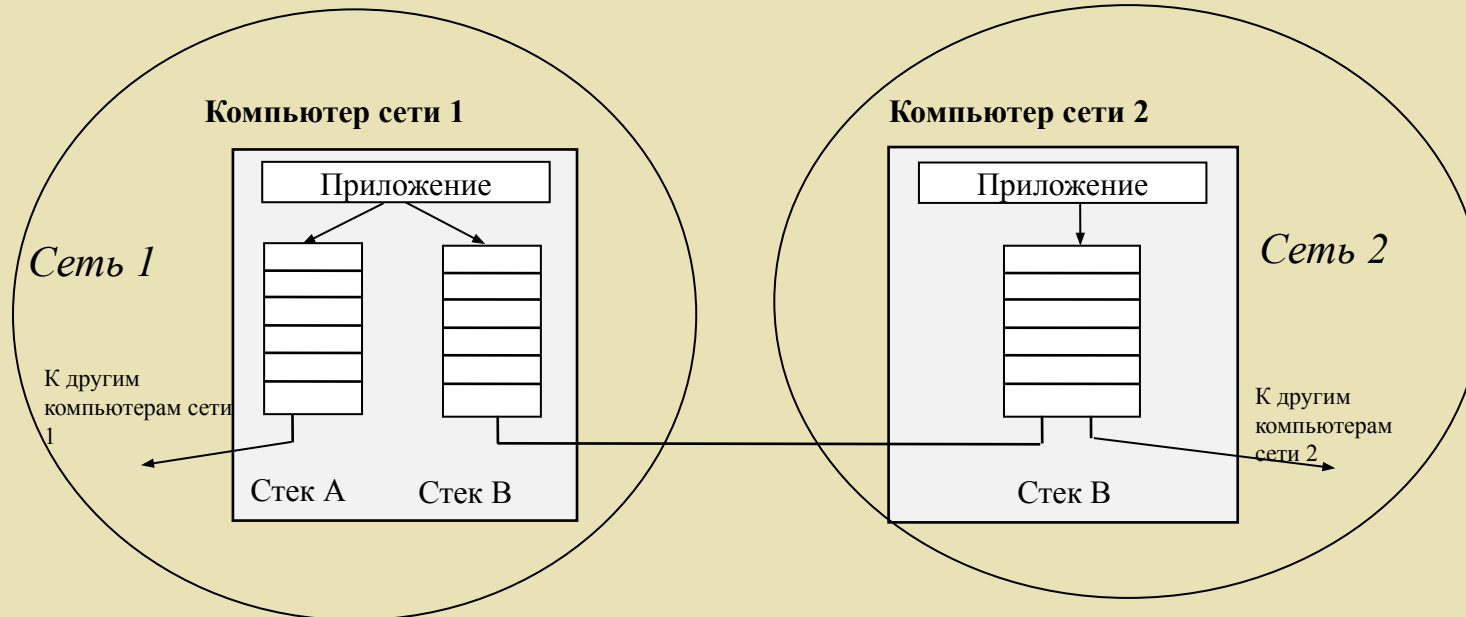 Компьютер сети 1
Компьютер сети 2
Приложение
Приложение
Сеть 1
Сеть 2
К другим
компьютерам сети
1
К другим
компьютерам
сети 2
Стек А
Стек В
Стек В